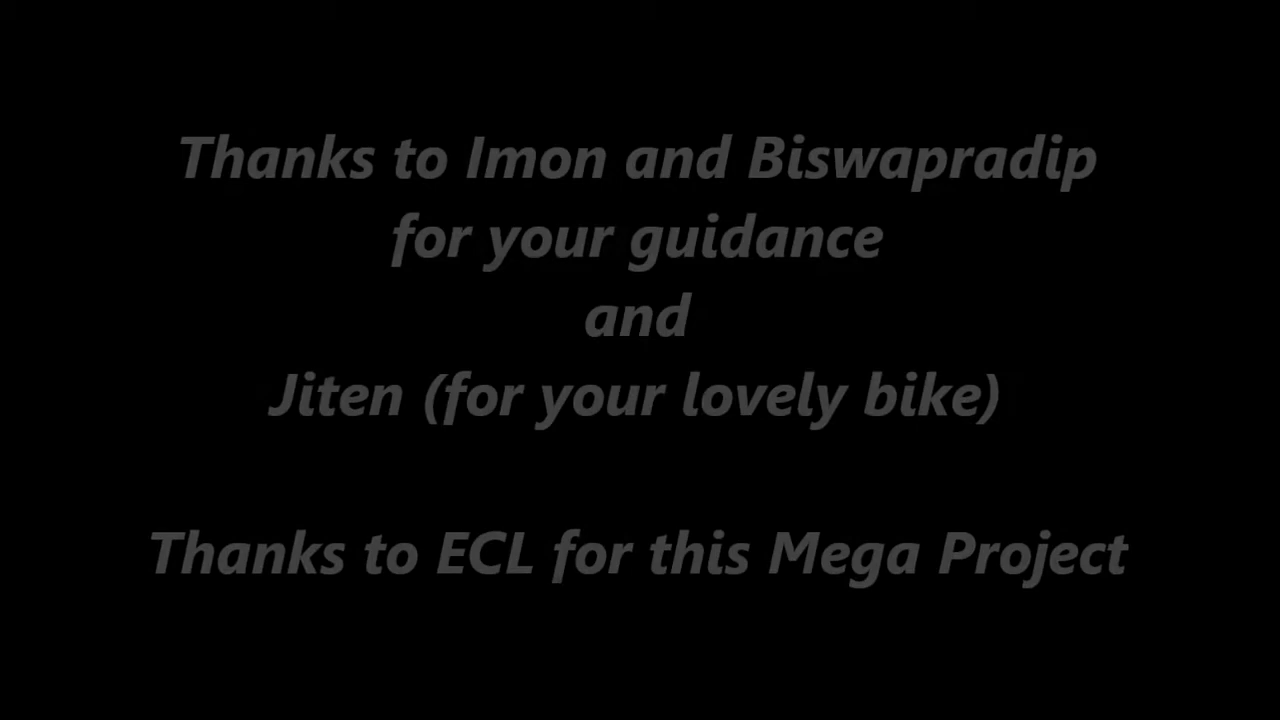 Thanks to Imon and Biswapradip
for your guidance
and
Jiten (for your lovely bike)
Thanks to ECL for this Mega Project